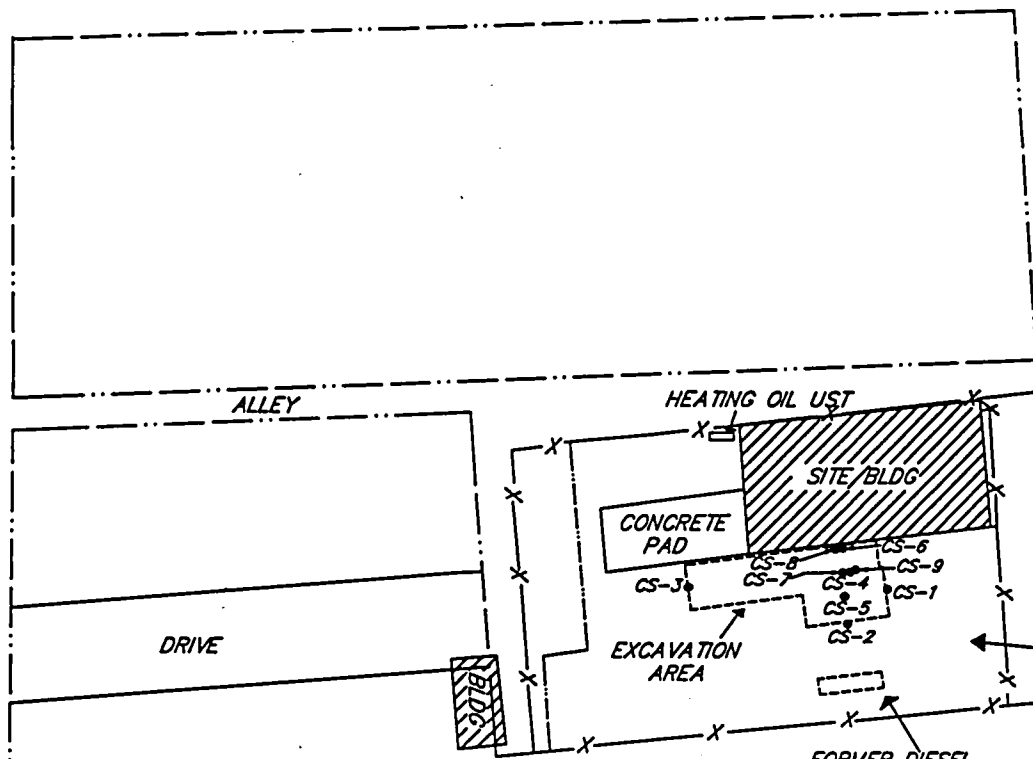 ALLEY
HEATING OIL UST
SITE/BLDG
CONCRETE
PAD
CS-6
CS-8
CS-9
CS-7
CS-4
CS-3
CS-1
CS-5
CS-2
EXCAVATION
AREA
DRIVE
BLDG
FORMER DIESEL